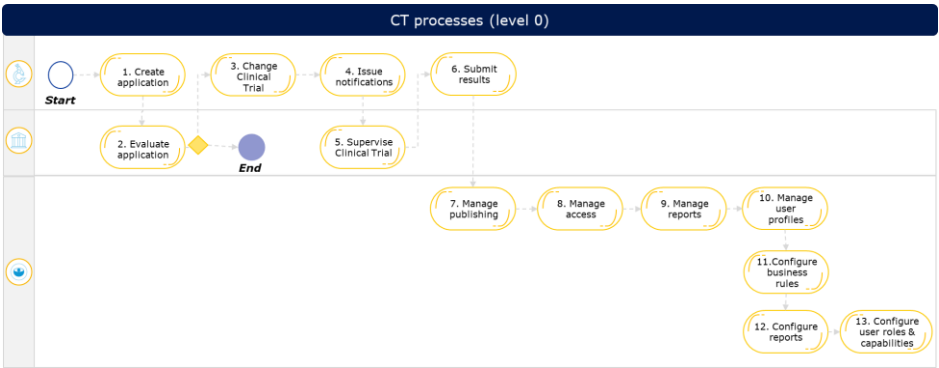 CT processes (level 0)
Start
1. Create
application
3. Change
Clinical
Trial
4. Issue
notifications
6. Submit
results
2. Evaluate
application
End
5. Supervise
Clinical Trial
7. Manage
publishing
8. Manage
access
9. Manage
reports
10. Manage
user
profiles
11.Configure
business
rules
12. Configure
reports
13. Configure
user roles &
capabilities